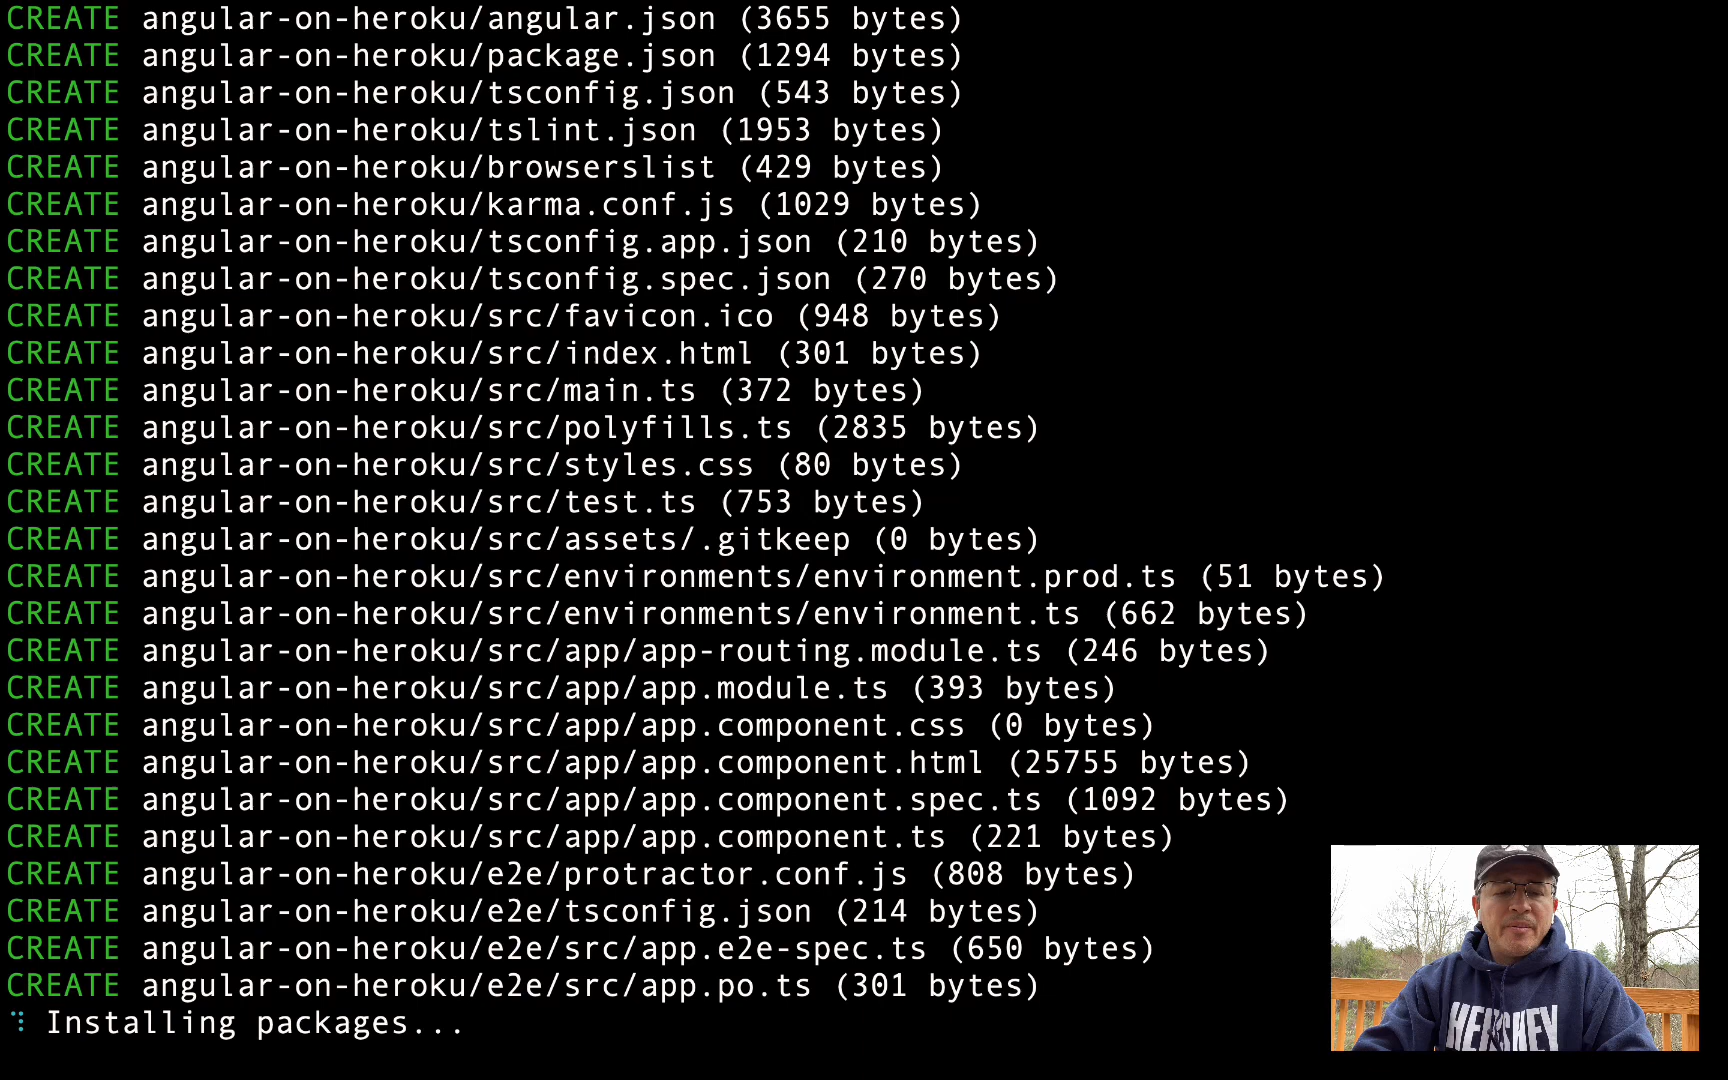 CREATE angular-on-heroku/angular.json (3655 bytes)
CREATE angular-on-heroku/package.json (1294 bytes)
CREATE angular-on-heroku/tsconfig.json (543 bytes)
CREATE angular-on-heroku/tslint.json (1953 bytes)
CREATE angular-on-heroku/browserslist (429 bytes)
CREATE angular-on-heroku/karma.conf.js (1029 bytes)
CREATE angular-on-heroku/tsconfig.app.json (210 bytes)
CREATE angular-on-heroku/tsconfig.spec.json (270 bytes)
CREATE angular-on-heroku/src/favicon.ico (948 bytes)
CREATE angular-on-heroku/src/index.html (301 bytes)
CREATE angular-on-heroku/src/main.ts (372 bytes)
CREATE angular-on-heroku/src/polyfills.ts (2835 bytes)
CREATE angular-on-heroku/src/styles.css (80 bytes)
CREATE angular-on-heroku/src/test.ts (753 bytes)
CREATE angular-on-heroku/src/assets/.gitkeep (0 bytes)
CREATE angular-on-heroku/src/environments/environment.prod.ts (51 bytes)
CREATE angular-on-heroku/src/environments/environment.ts (662 bytes)
CREATE angular-on-heroku/src/app/app-routing.module.ts (246 bytes)
CREATE angular-on-heroku/src/app/app.module.ts (393 bytes)
CREATE angular-on-heroku/src/app/app.component.css (0 bytes)
CREATE angular-on-heroku/src/app/app.component.html (25755 bytes)
CREATE angular-on-heroku/src/app/app.component.spec.ts (1092 bytes)
CREATE angular-on-heroku/src/app/app.component.ts (221 bytes)
CREATE angular-on-heroku/e2e/protractor.conf.js (808 bytes)
CREATE angular-on-heroku/e2e/tsconfig.json (214 bytes)
CREATE angular-on-heroku/e2e/src/app.e2e-spec.ts (650 bytes)
CREATE angular-on-heroku/e2e/src/app.po.ts (301 bytes)
Installing packages...
HERSHEY